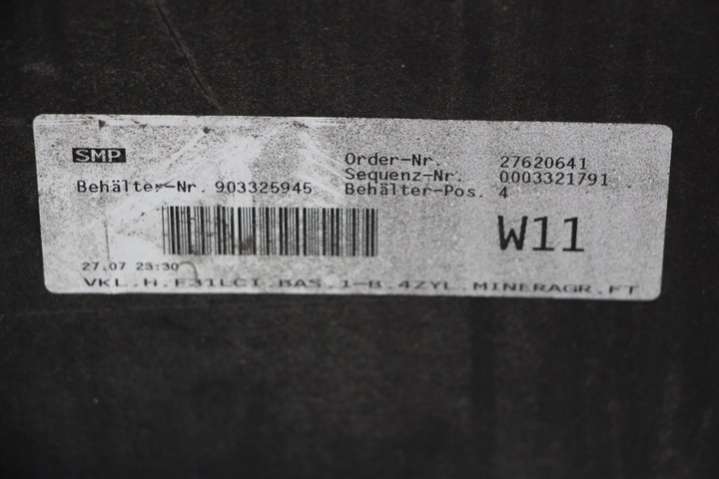 SMP
Order-Nr. 27620641
Sequenz-Nr. 0003321791
Behälter-Nr. 903325945 Behälter-Pos. 4
W11
27.07 23:30
VKL.H.F31LCI.BAS.1-B.4ZYL.MINERAGR.FT